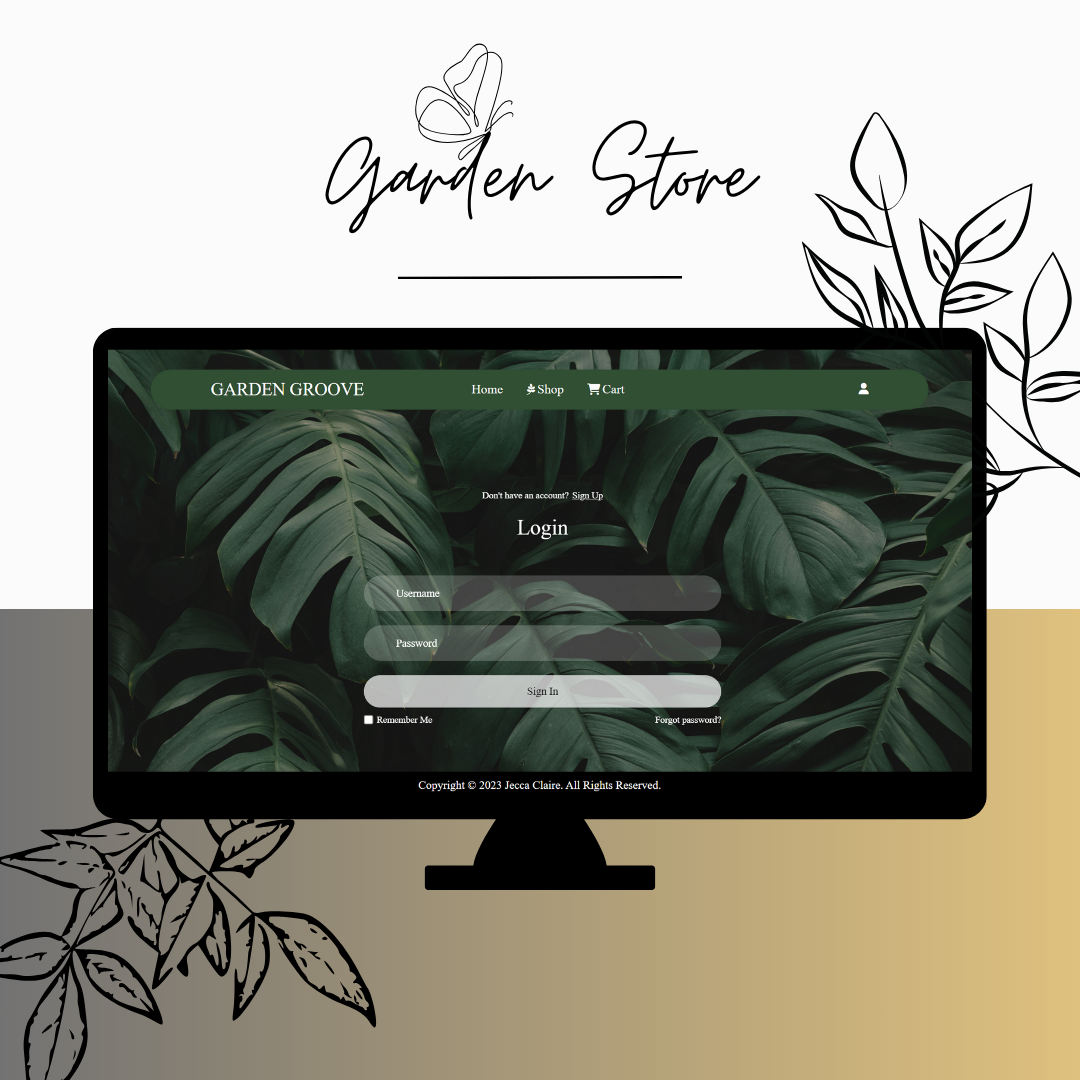 Garden Store
GARDEN GROOVE Home Shop Cart
Don't have an account? Sign Up
Login
Username
Password
Sign In
Remember Me Forgot password?
Copyright © 2023 Jecca Claire. All Rights Reserved.